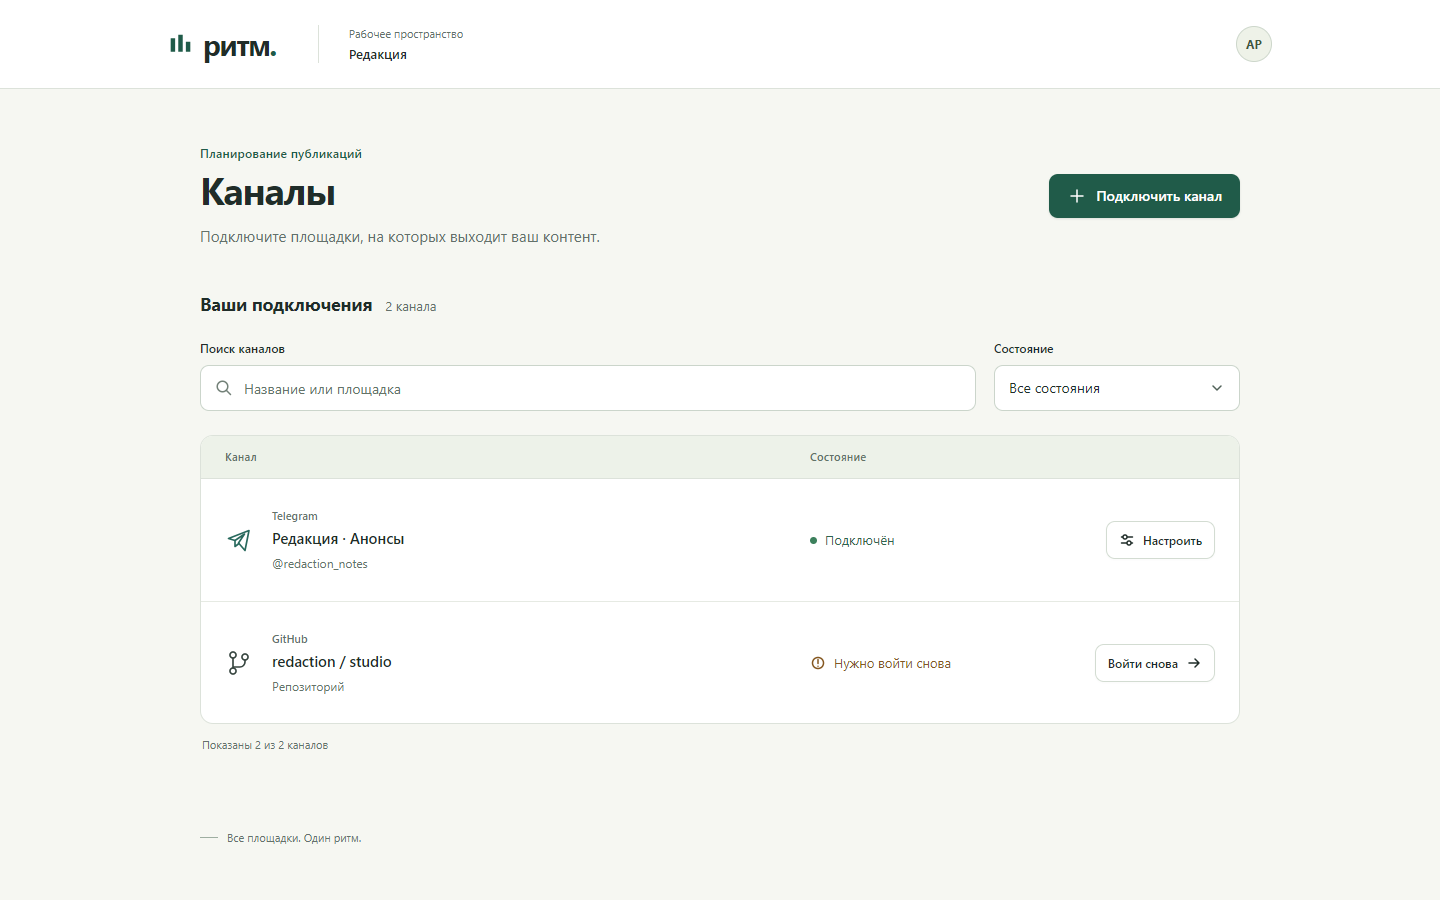 ритм.
Рабочее пространство
Редакция
AP
Планирование публикаций
Каналы
Подключить канал
Подключите площадки, на которых выходит ваш контент.
Ваши подключения 2 канала
Поиск каналов
Состояние
Название или площадка
Все состояния
Канал
Состояние
Telegram
Редакция · Анонсы
@redaction_notes
Подключён
Настроить
GitHub
redaction / studio
Репозиторий
Нужно войти снова
Войти снова
Показаны 2 из 2 каналов
Все площадки. Один ритм.